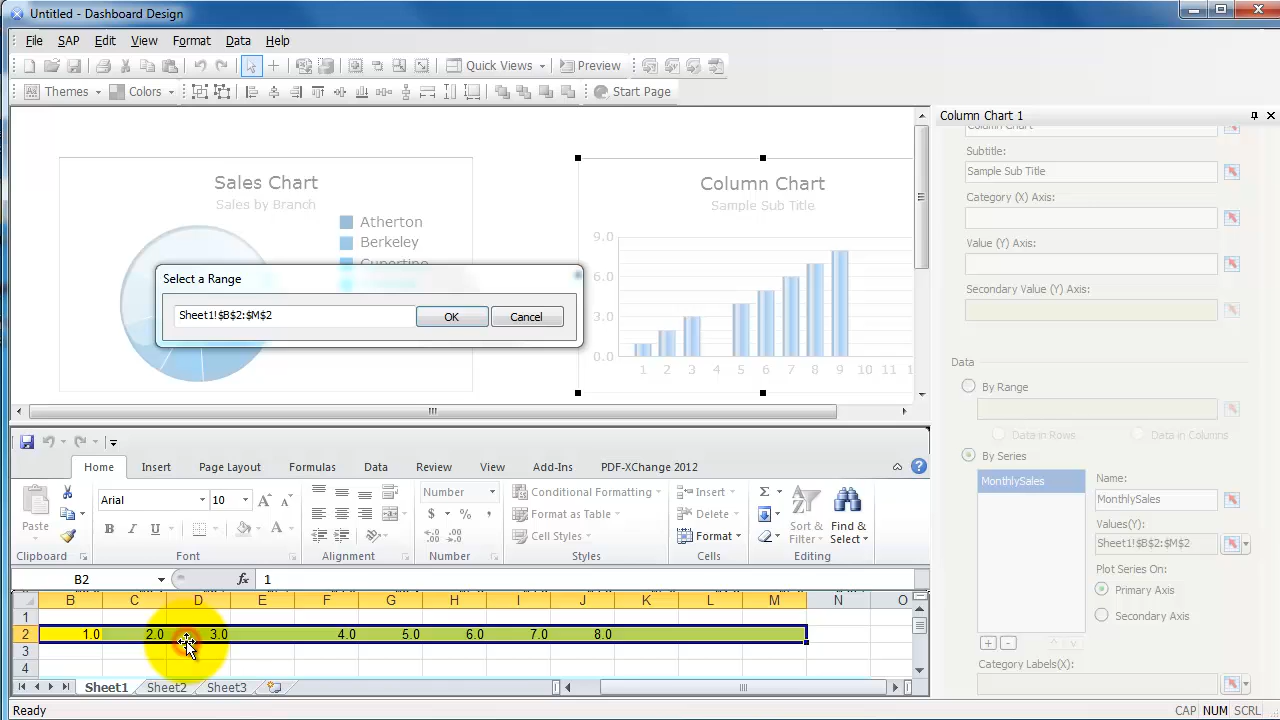 Untitled - Dashboard Design
File SAP Edit View Format Data Help
Quick Views Preview
Themes Colors Start Page
Column Chart 1
Column Chart
Subtitle:
Sample Sub Title
Category (X) Axis:
Value (Y) Axis:
Secondary Value (Y) Axis:
Data
By Range
Data in Rows Data in Columns
By Series
MonthlySales
Name:
MonthlySales
Values(Y):
Sheet1!$B$2:$M$2
Plot Series On:
Primary Axis
Secondary Axis
+ -
Category Labels(X):
Sales Chart
Sales by Branch
Atherton
Berkeley
Cupertino
Column Chart
Sample Sub Title
9.0
6.0
3.0
0.0
1 2 3 4 5 6 7 8 9 10 11 1
Select a Range
Sheet1!$B$2:$M$2
OK Cancel
Home Insert Page Layout Formulas Data Review View Add-Ins PDF-XChange 2012
Paste
Clipboard
Arial 10
B I U A
Font
Alignment
Number
$ % ,
Number
Conditional Formatting
Format as Table
Cell Styles
Styles
Insert
Delete
Format
Cells
Σ
Sort & Filter
Find & Select
Editing
B2 fx 1
B C D E F G H I J K L M N O
1
2 1.0 2.0 3.0 4.0 5.0 6.0 7.0 8.0
3
4
Sheet1 Sheet2 Sheet3
Ready CAP NUM SCRL